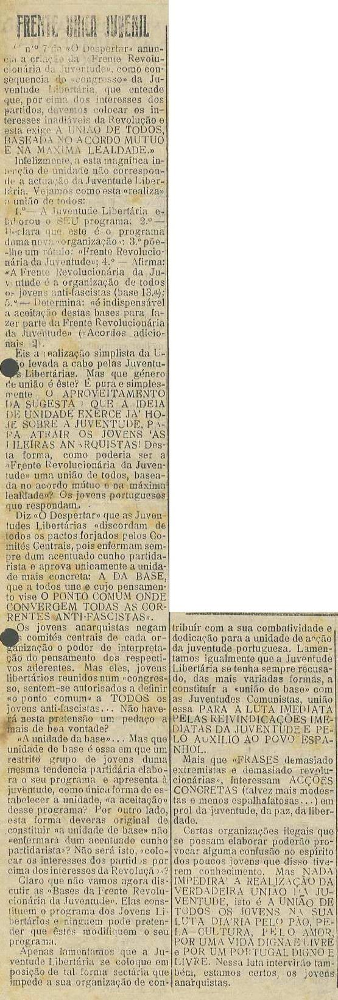 FRENTE UNICA JUVENIL
n.º 7 do «O Despertar» anun-
cia a criação da «Frente Revolu-
cionária da Juventude», como con-
sequencia do «congresso» da Ju-
ventude Libertária, que entende
que, por cima dos interesses dos
partidos, devemos colocar os in-
teresses inadiáveis da Revolução e
esta exige A UNIÃO DE TODOS,
BASEADA NO ACORDO MUTUO
E NA MAXIMA LEALDADE.»
Infelizmente, a esta magnífica in-
terção de unidade não correspon-
de a actuação da Juventude Liber-
tária. Vejamos como esta «realiza»
a união de todos:
1.º— A Juventude Libertária e-
laborou o SEU programa; 2.º—
Declara que este é o programa
duma nova «organização»: 3.º põe-
-lhe um rótulo: «Frente Revolucio-
nária da Juventude»; 4.º — Afirma:
«A Frente Revolucionária da Ju-
ventude é a organização de todos
os jovens anti-fascistas (base 13.ª);
5.º — Determina: «é indispensável
a aceitação destas bases para fa-
zer parte da Frente Revolucionária
da Juventude» («Acordos adicio-
nais 2).
Eis a realização simplista da U-
o levada a cabo pelas Juventu-
s Libertárias. Mas que género
de união é êste? É pura e simples-
mente O APROVEITAMENTO
DA SUGESTA QUE A IDEIA
DE UNIDADE EXERCE JA' HO-
JE SOBRE A JUVENTUDE, PA-
RA ATRAIR OS JOVENS 'AS
FILEIRAS ANARQUISTAS! Des-
ta forma, como poderia ser a
«Frente Revolucionária da Juven-
tude» uma união de todos, basea-
da no acordo mútuo e na máxima
lealdade»? Os jovens portugueses
que respondam.
Diz «O Despertar» que as Juven-
tudes Libertárias «discordam de
todos os pactos forjados pelos Co-
mités Centrais, pois enfermam sem-
pre dum acentuado cunho partida-
rista e aprova unicamente a unida-
de mais concreta: A DA BASE,
que a todos une e cujo pensamen-
to vise O PONTO COMUM ONDE
CONVERGEM TODAS AS COR-
RENTES ANTI-FASCISTAS».
Os jovens anarquistas negam
s comités centrais de cada or-
ganização o poder de interpreta-
ção do pensamento dos respecti-
vos aderentes. Mas eles, jovens
libertários reunidos num «congres-
so, sentem-se autorisados a definir
«o ponto comum« a TODOS os
jovens anti-fascistas... Não have-
rá nesta pretensão um pedaço a
mais de boa vontade?
«A unidade da base»... Mas que
unidade de base é essa em que um
restrito grupo de jovens duma
mesma tendencia partidária elabo-
ra o seu programa e apresenta à
juventude, como única forma de es-
tabelecer a unidade, «a aceitação»
desse programa? Por outro lado,
esta forma deveras original de
constituir «a unidade de base» não
«enfermará dum acentuado cunho
partidarista»? Não será isto, «colo-
car os interesses dos partidos por
cima dos interesses da Revolução»?
Claro que não vamos agora dis-
cutir as «Bases da Frente Revolu-
cionária da Juventude». Elas cons-
tituem o programa dos Jovens Li-
bertários e ninguem pode preten-
der que êstes modifiquem o seu
programa.
Apenas lamentamos que a Ju-
ventude Libertária se coloque em
posição de tal forma sectária que
impede a sua organização de con-
tribuír com a sua combatividade e
dedicação para a unidade de acção
da juventude portuguesa. Lamen-
tamos igualmente que a Juventude
Libertária se tenha sempre recusa-
do, das mais variadas formas, a
constituír a «união de base» com
as Juventudes Comunistas, união
essa PARA A LUTA IMEDIATA
PELAS REIVINDICAÇÕES IME-
DIATAS DA JUVENTUDE E PE-
LO AUXILIO AO POVO ESPA-
NHOL.
Mais que «FRASES demasiado
extremistas e demasiado revolu-
cionárias», interessam ACÇÕES
CONCRETAS (talvez mais modes-
tas e menos espalhafatosas...) em
prol da juventude, da paz, da liber-
dade.
Certas organizações ilegais que
se possam elaborar poderão pro-
vocar alguma confusão no espírito
dos poucos jovens que disso tive-
rem conhecimento. Mas NADA
IMPEDIRA' A REALIZAÇÃO DA
VERDADEIRA UNIÃO DA JU-
VENTUDE, isto é A UNIÃO DE
TODOS OS JOVENS NA SUA
LUTA DIA'RIA PELO PÃO, PE-
LA CULTURA, PELO AMOR,
POR UMA VIDA DIGNA E LIVRE
e POR UM PORTUGAL DIGNO E
LIVRE. Nessa luta intervirão tam-
bém, estamos certos, os jovens
anarquistas.